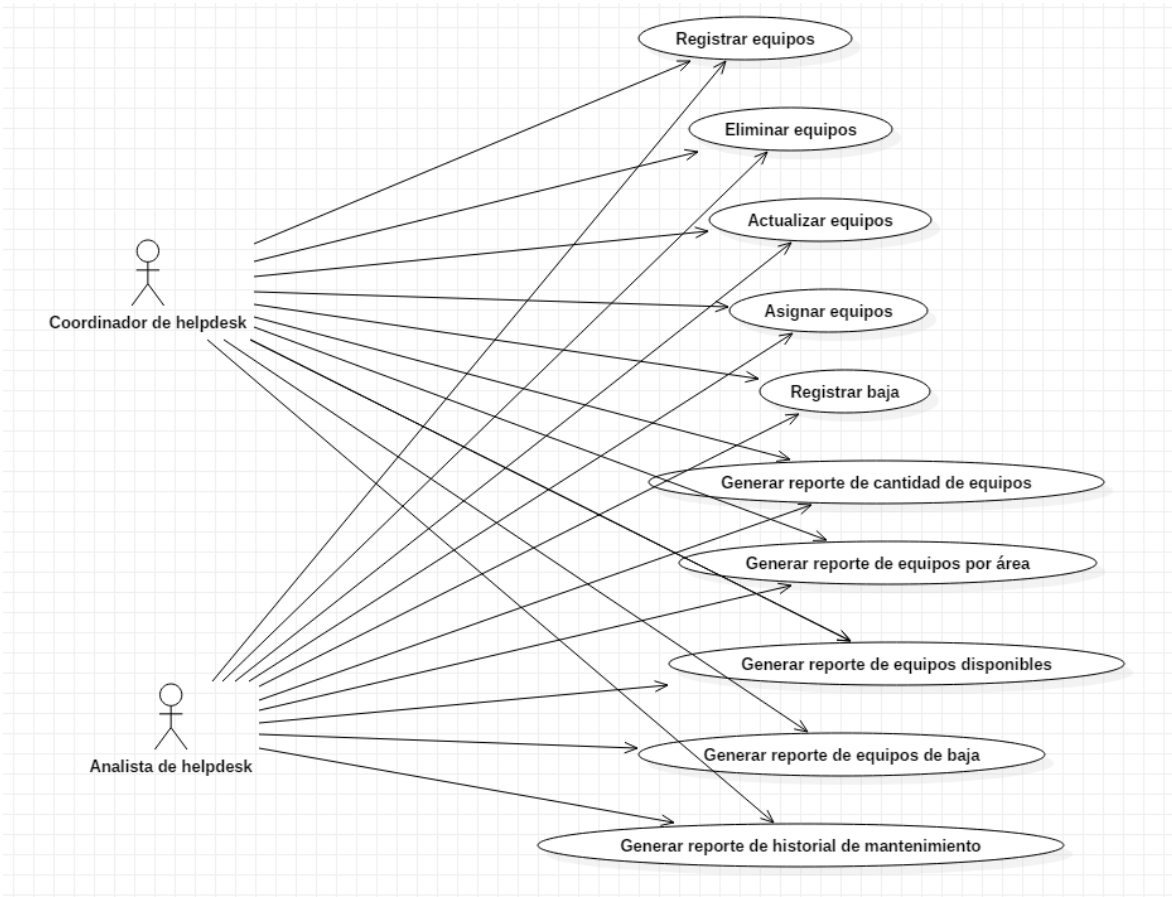 Registrar equipos
Eliminar equipos
Actualizar equipos
Asignar equipos
Coordinador de helpdesk
Registrar baja
Generar reporte de cantidad de equipos
Generar reporte de equipos por área
Generar reporte de equipos disponibles
Generar reporte de equipos de baja
Analista de helpdesk
Generar reporte de historial de mantenimiento